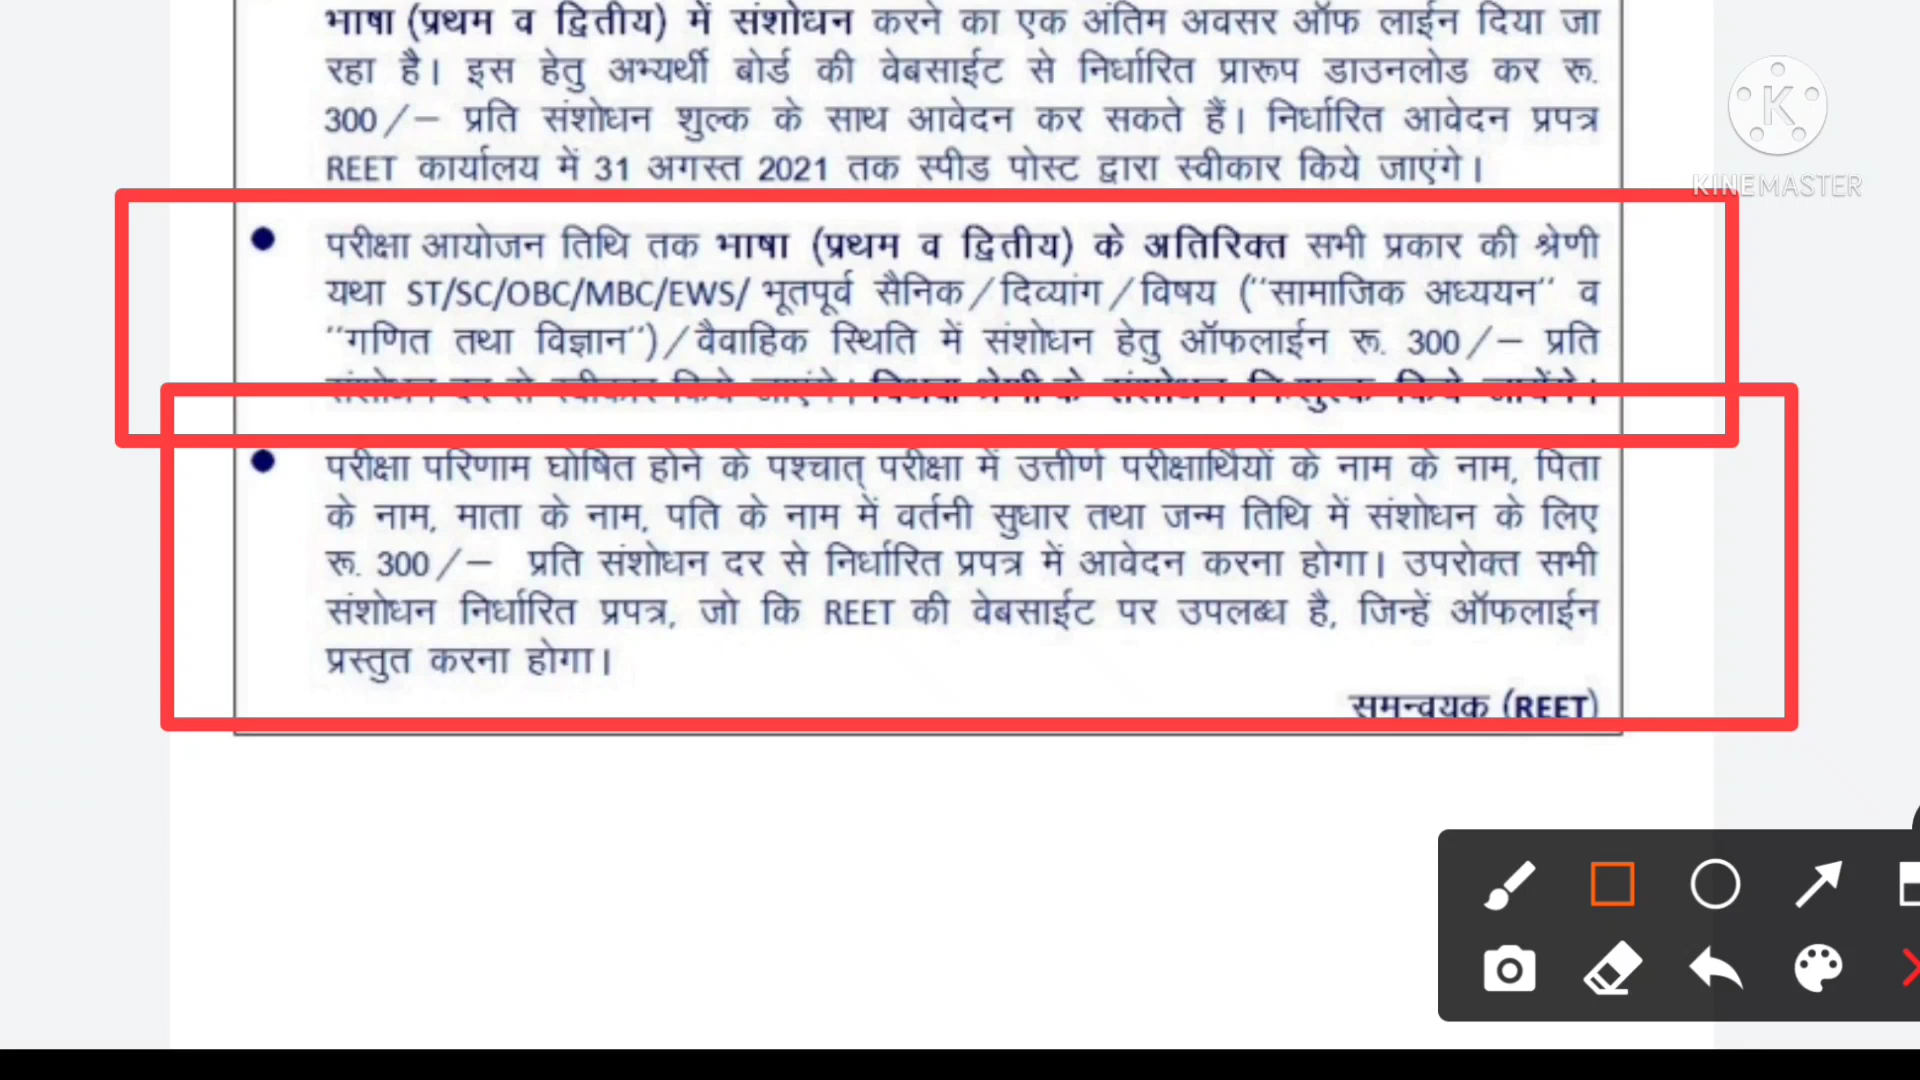 भाषा (प्रथम व द्वितीय) में संशोधन करने का एक अंतिम अवसर ऑफ लाईन दिया जा
रहा है। इस हेतु अभ्यर्थी बोर्ड की वेबसाईट से निर्धारित प्रारूप डाउनलोड कर रू.
300/– प्रति संशोधन शुल्क के साथ आवेदन कर सकते हैं। निर्धारित आवेदन प्रपत्र
REET कार्यालय में 31 अगस्त 2021 तक स्पीड पोस्ट द्वारा स्वीकार किये जाएंगे।
KINEMASTER
● परीक्षा आयोजन तिथि तक भाषा (प्रथम व द्वितीय) के अतिरिक्त सभी प्रकार की श्रेणी
यथा ST/SC/OBC/MBC/EWS/ भूतपूर्व सैनिक/दिव्यांग/विषय (''सामाजिक अध्ययन'' व
''गणित तथा विज्ञान'')/वैवाहिक स्थिति में संशोधन हेतु ऑफलाईन रू. 300/– प्रति
संशोधन दर से स्वीकार किये जाएंगे। विधवा श्रेणी के संशोधन निःशुल्क किये जायेंगे।
● परीक्षा परिणाम घोषित होने के पश्चात् परीक्षा में उत्तीर्ण परीक्षार्थियों के नाम के नाम, पिता
के नाम, माता के नाम, पति के नाम में वर्तनी सुधार तथा जन्म तिथि में संशोधन के लिए
रू. 300/– प्रति संशोधन दर से निर्धारित प्रपत्र में आवेदन करना होगा। उपरोक्त सभी
संशोधन निर्धारित प्रपत्र, जो कि REET की वेबसाईट पर उपलब्ध है, जिन्हें ऑफलाईन
प्रस्तुत करना होगा।
समन्वयक (REET)